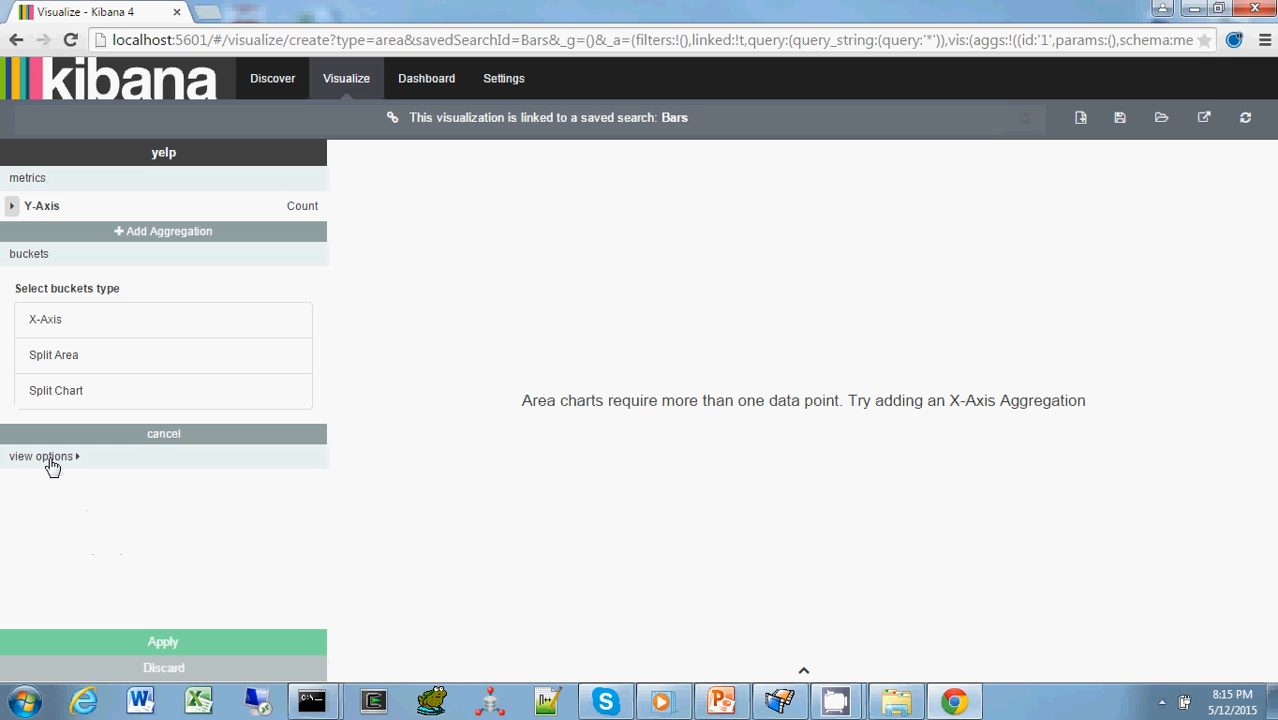 Visualize - Kibana 4
localhost:5601/#/visualize/create?type=area&savedSearchId=Bars&_g=()&_a=(filters:!(),linked:!t,query:(query_string:(query:'*')),vis:(aggs:!((id:'1',params:(),schema:me
kibana
Discover
Visualize
Dashboard
Settings
This visualization is linked to a saved search: Bars
yelp
metrics
Y-Axis
Count
Add Aggregation
buckets
Select buckets type
X-Axis
Split Area
Split Chart
Area charts require more than one data point. Try adding an X-Axis Aggregation
cancel
view options
Apply
Discard
8:15 PM
5/12/2015